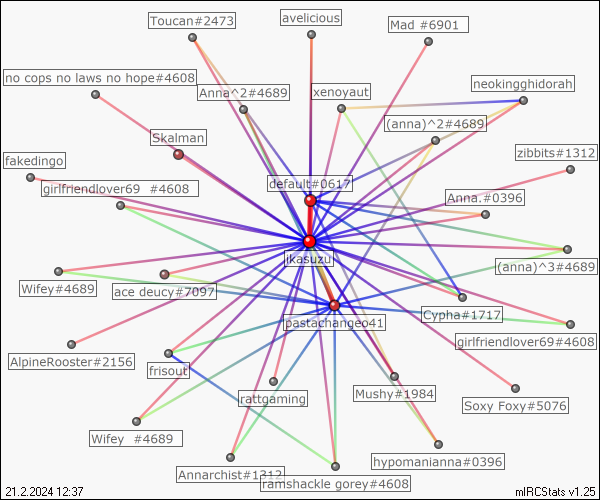 Toucan#2473
avelicious
Mad #6901
no cops no laws no hope#4608
Anna^2#4689
xenoyaut
neokingghidorah
(anna)^2#4689
Skalman
zibbits#1312
fakedingo
girlfriendlover69 #4608
default#0617
Anna.#0396
ikasuzu
(anna)^3#4689
Wifey#4689
ace deucy#7097
Cypha#1717
pastachangeo41
girlfriendlover69#4608
AlpineRooster#2156
frisout
rattgaming
Mushy#1984
Soxy Foxy#5076
Wifey #4689
hypomanianna#0396
Annarchist#1312
ramshackle gorey#4608
21.2.2024 12:37
mIRCStats v1.25